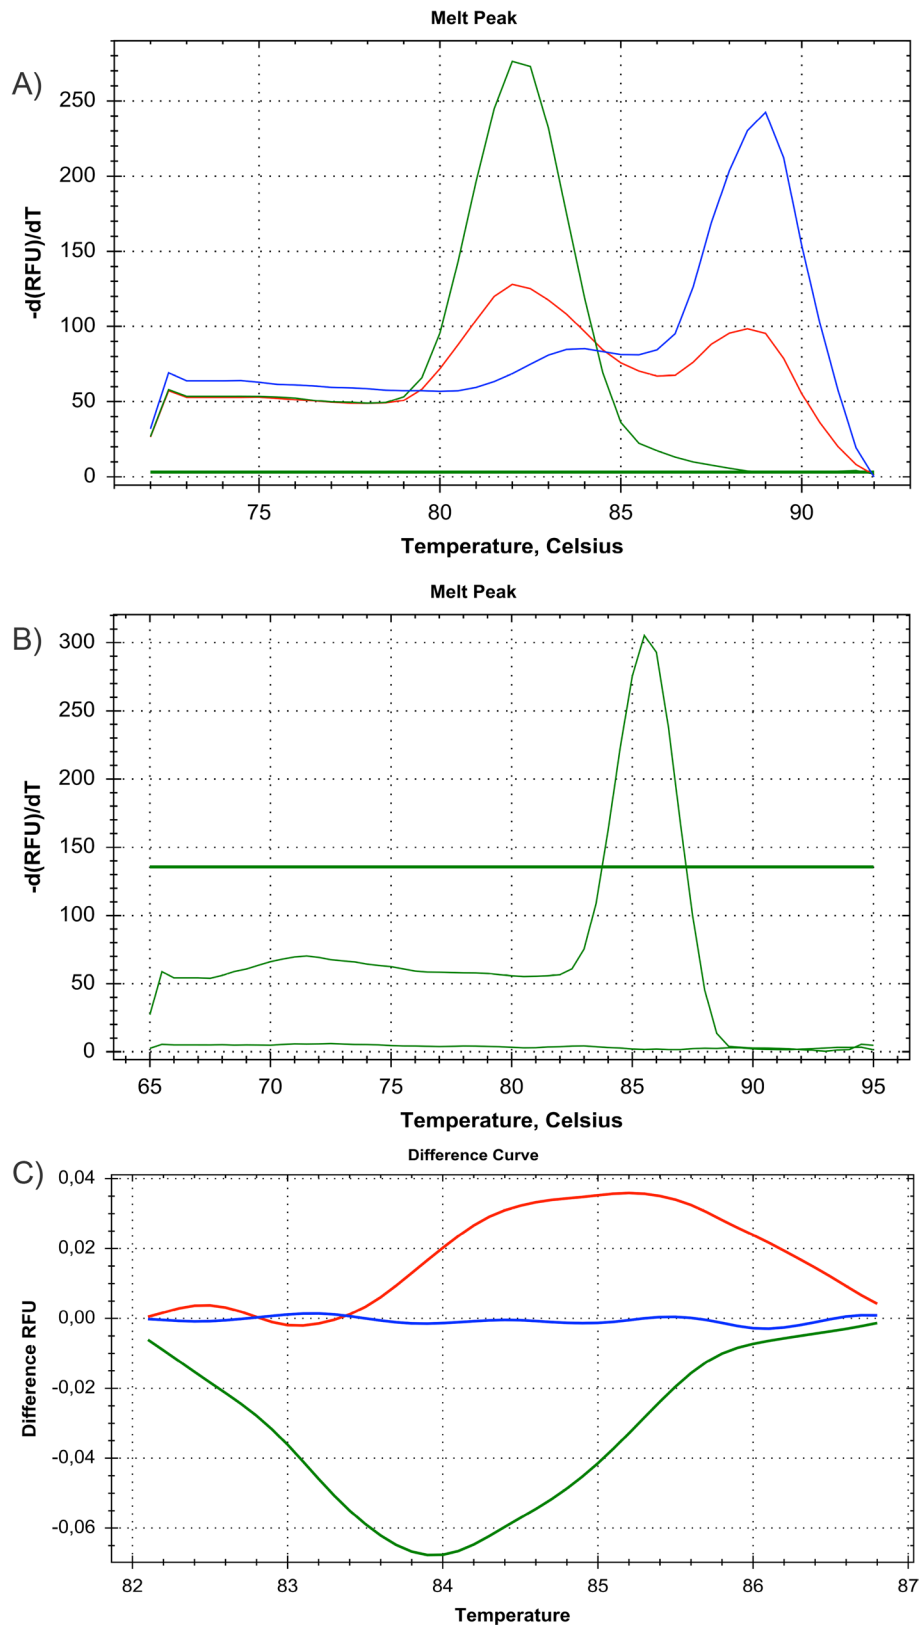 Melt Peak
A)
250
200
150
100
50
0
-d(RFU)/dT
75 80 85 90
Temperature, Celsius
Melt Peak
B)
300
250
200
150
100
50
0
-d(RFU)/dT
65 70 75 80 85 90 95
Temperature, Celsius
Difference Curve
C)
0,04
0,02
0,00
-0,02
-0,04
-0,06
Difference RFU
82 83 84 85 86 87
Temperature